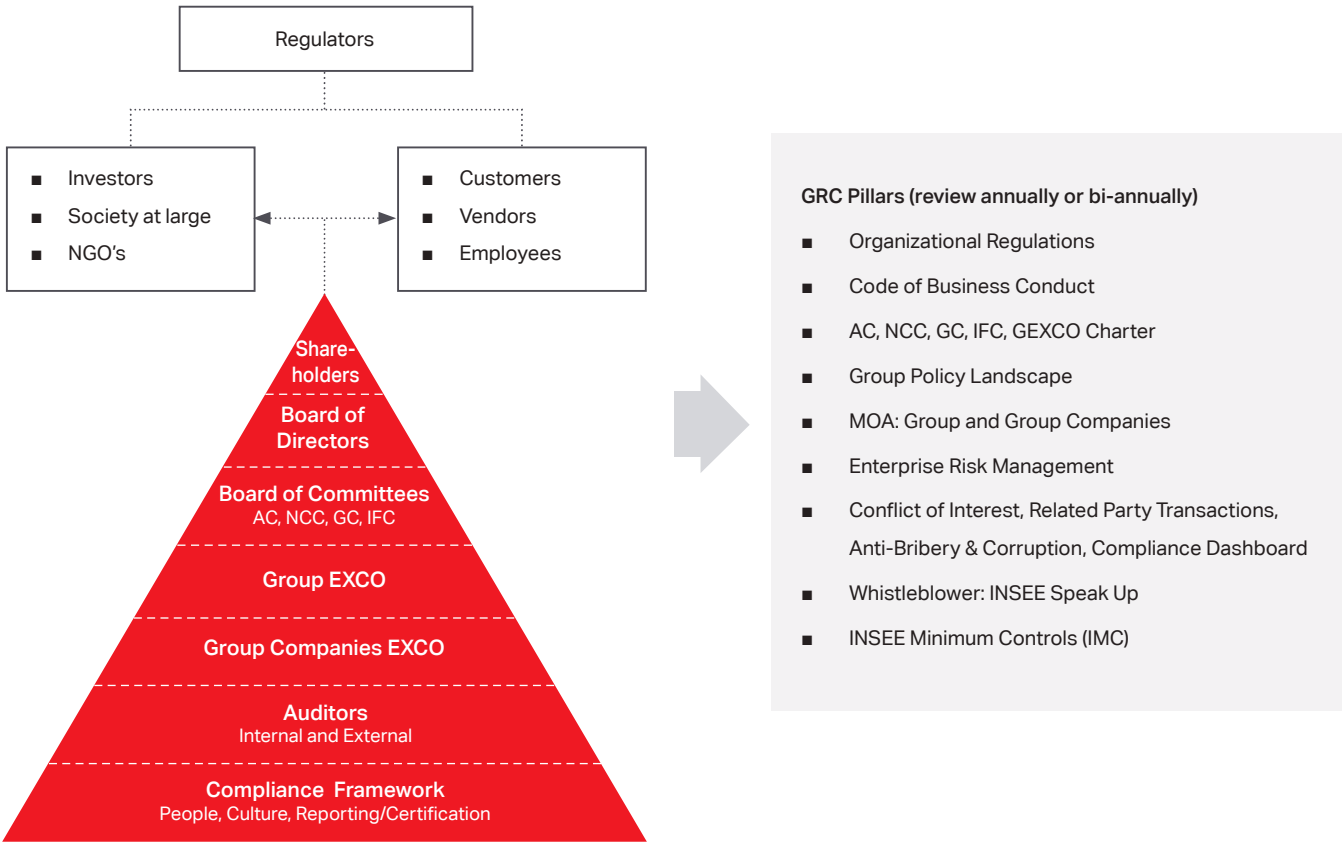 Regulators
■ Investors
■ Society at large
■ NGO's
■ Customers
■ Vendors
■ Employees
Share-
holders
Board of
Directors
Board of Committees
AC, NCC, GC, IFC
Group EXCO
Group Companies EXCO
Auditors
Internal and External
Compliance Framework
People, Culture, Reporting/Certification
GRC Pillars (review annually or bi-annually)
■ Organizational Regulations
■ Code of Business Conduct
■ AC, NCC, GC, IFC, GEXCO Charter
■ Group Policy Landscape
■ MOA: Group and Group Companies
■ Enterprise Risk Management
■ Conflict of Interest, Related Party Transactions,
Anti-Bribery & Corruption, Compliance Dashboard
■ Whistleblower: INSEE Speak Up
■ INSEE Minimum Controls (IMC)